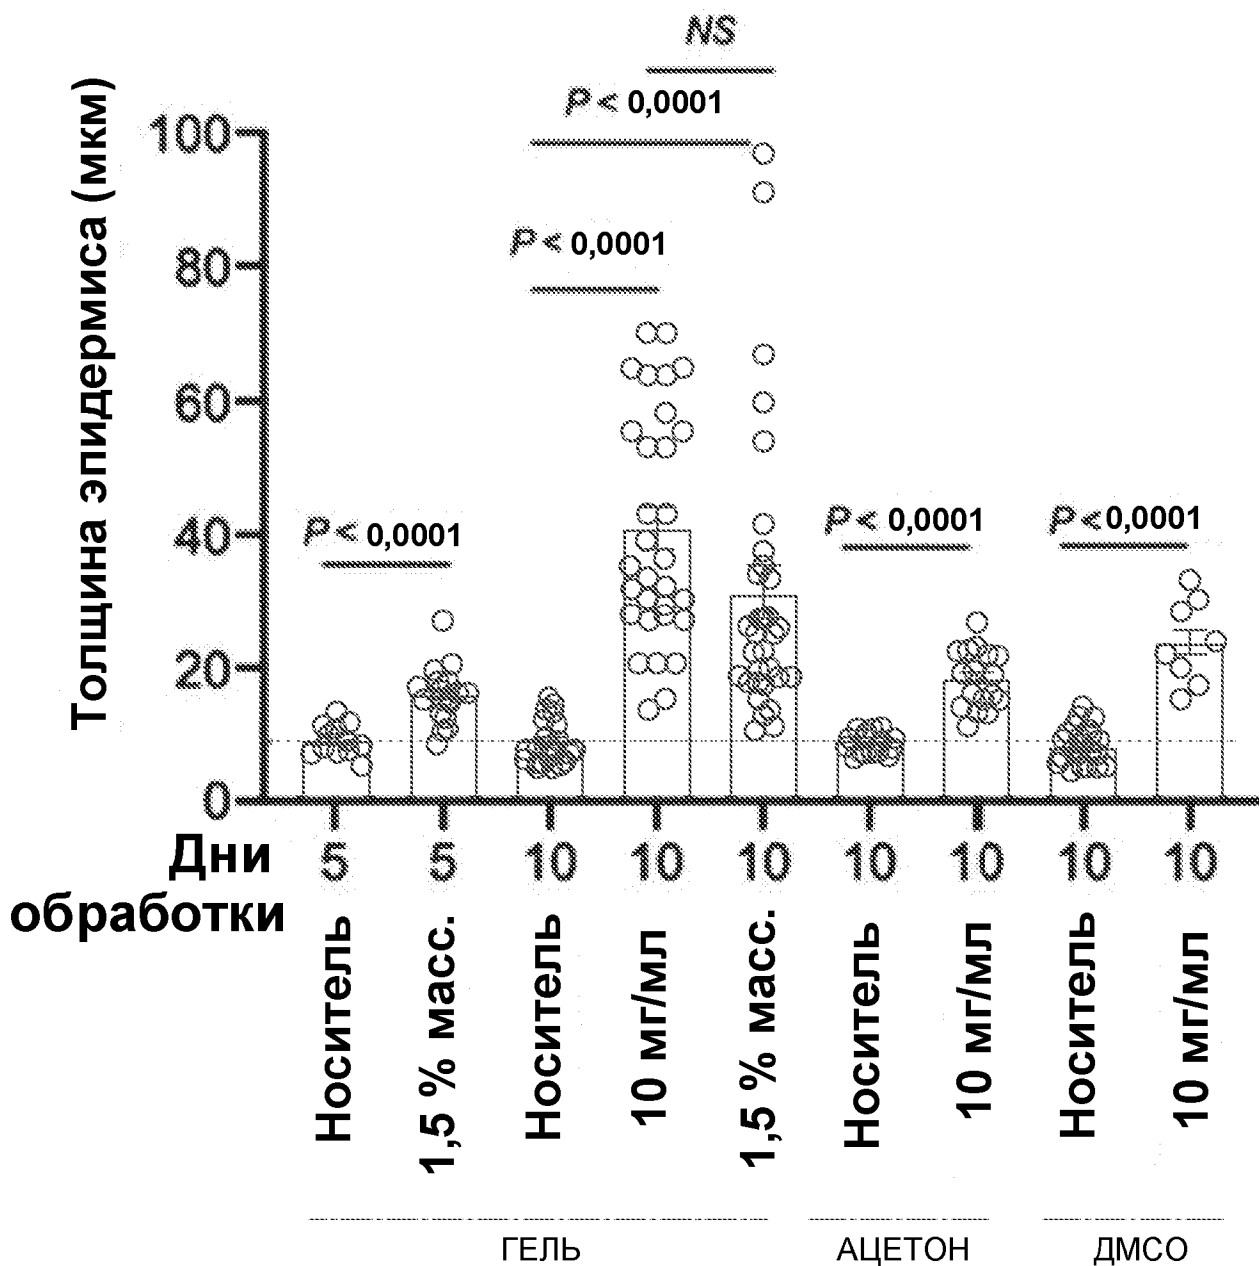 NS
P < 0,0001
P < 0,0001
P < 0,0001
P < 0,0001
P < 0,0001
Толщина эпидермиса (мкм)
100
80
60
40
20
0
Дни обработки
5 5 10 10 10 10 10 10 10
Носитель
1,5 % масс.
Носитель
10 мг/мл
1,5 % масс.
Носитель
10 мг/мл
Носитель
10 мг/мл
ГЕЛЬ АЦЕТОН ДМСО